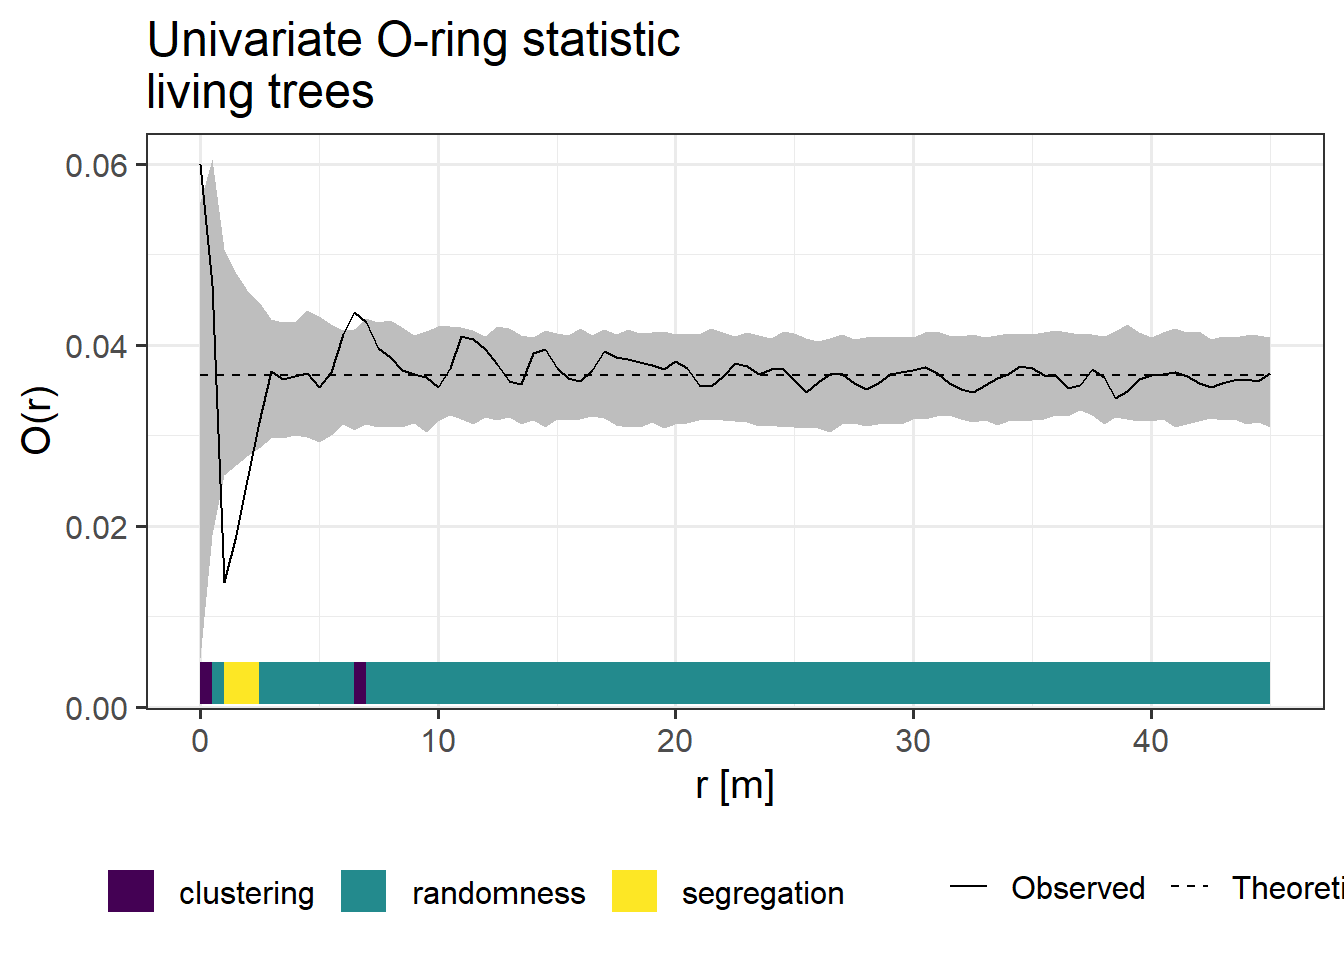 Univariate O-ring statistic
living trees
O(r)
0.06
0.04
0.02
0.00
0 10 20 30 40
r [m]
clustering randomness segregation Observed Theoreti